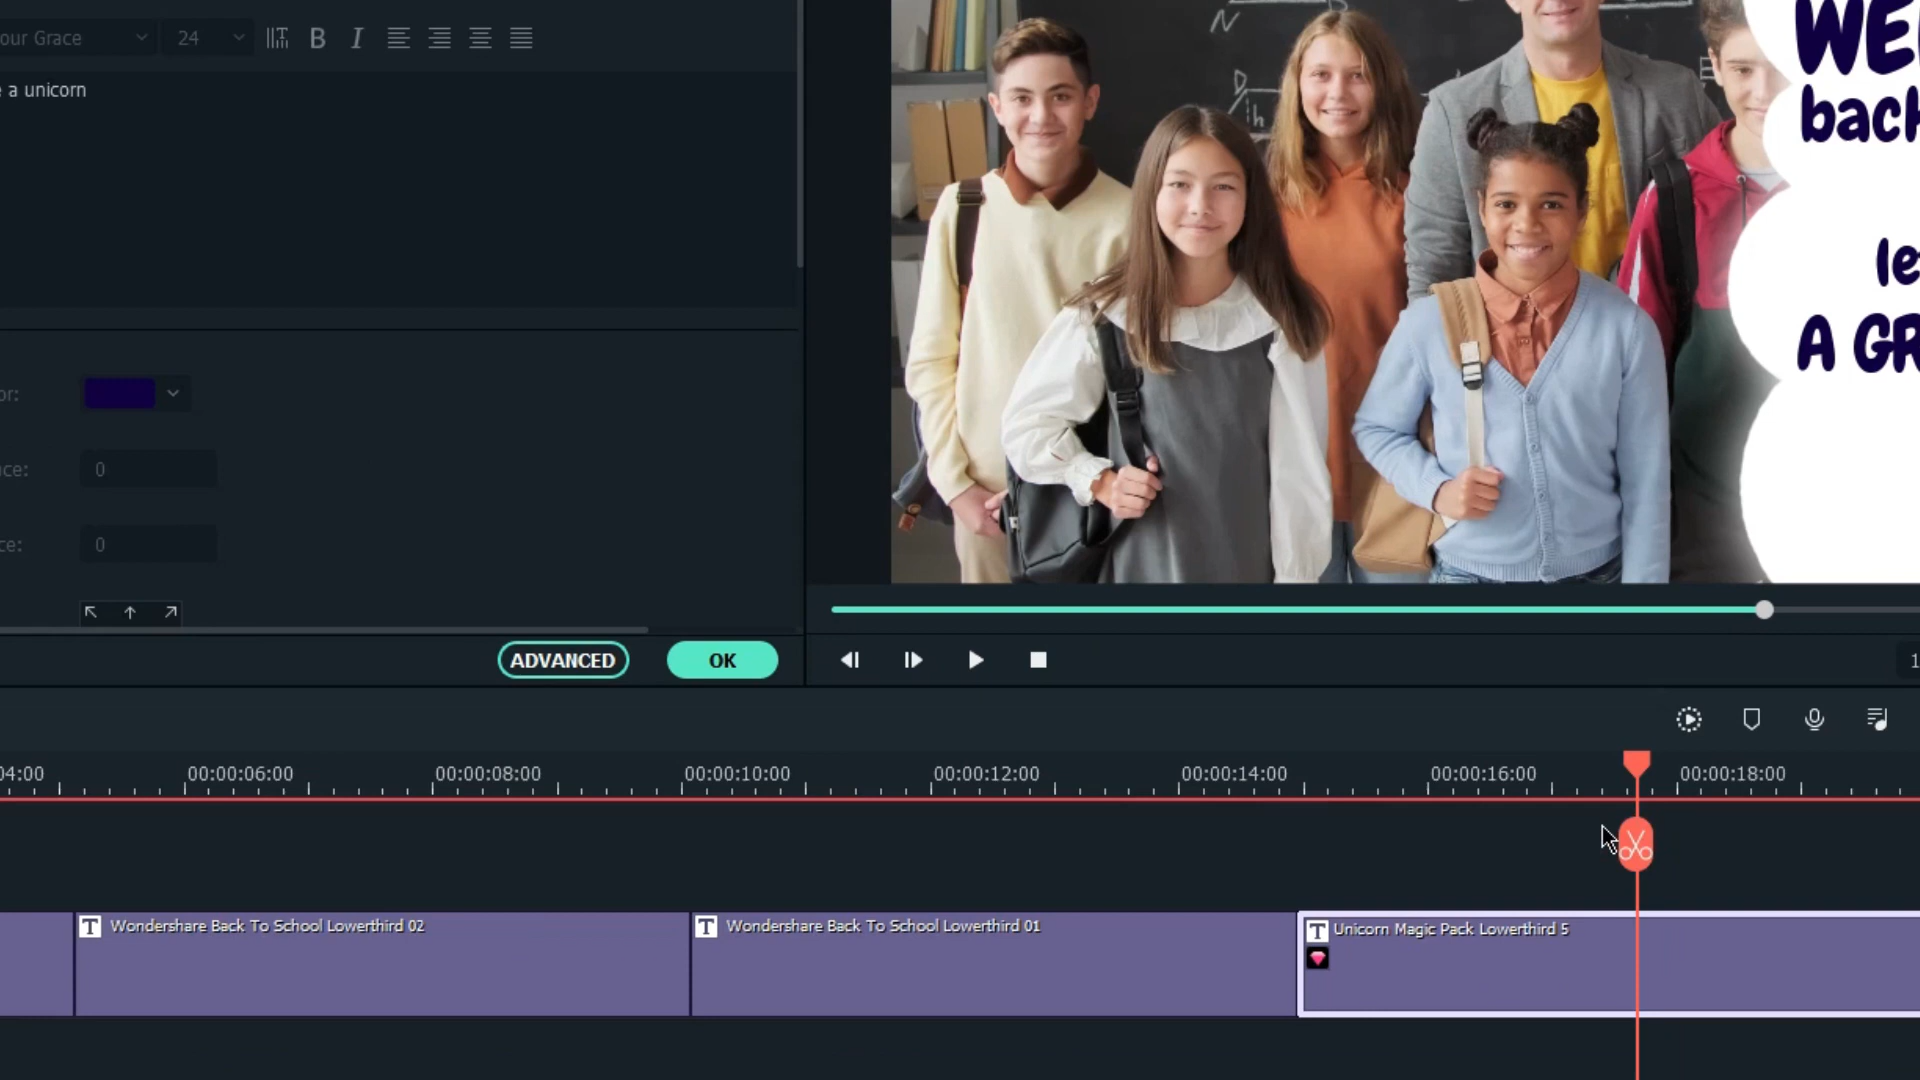 our Grace
24
B
I
a unicorn
or:
ce:
0
ce:
0
ADVANCED
OK
N
D
h
WE
back
le
A GR
1
04:00
00:00:06:00
00:00:08:00
00:00:10:00
00:00:12:00
00:00:14:00
00:00:16:00
00:00:18:00
T Wondershare Back To School Lowerthird 02
T Wondershare Back To School Lowerthird 01
T Unicorn Magic Pack Lowerthird 5